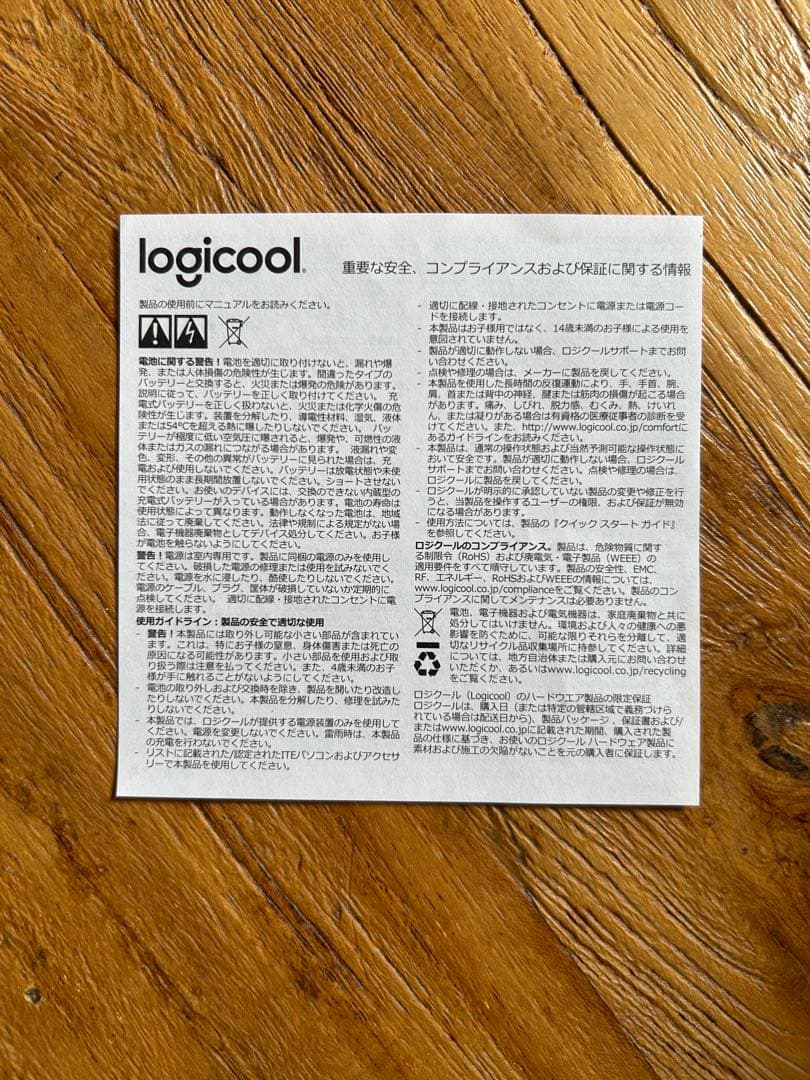 logicool
重要な安全、コンプライアンスおよび保証に関する情報
製品の使用前にマニュアルをお読みください。
電池に関する警告！電池を適切に取り付けないと、漏れや爆
発、または人体損傷の危険性が生じます。間違ったタイプの
バッテリーと交換すると、火災または爆発の危険があります。
説明に従って、バッテリーを正しく取り付けてください。 充
電式バッテリーを正しく扱わないと、火災または化学火傷の危
険性が生じます。装置を分解したり、導電性材料、湿気、液体
または54℃を超える熱に曝したりしないでください。 バッ
テリーが極度に低い空気圧に曝されると、爆発や、可燃性の液
体またはガスの漏れにつながる場合があります。 液漏れや変
色、変形、その他の異常がバッテリーに見られた場合は、充
電および使用しないでください。バッテリーは放電状態や未使
用状態のまま長期間放置しないでください。ショートさせない
でください。お使いのデバイスには、交換のできない内蔵型の
充電式バッテリーが入っている場合があります。電池の寿命は
使用状態によって異なります。動作しなくなった電池は、地域
法に従って廃棄してください。法律や規制による規定がない場
合、電子機器廃棄物としてデバイス処分してください。お子様
が電池を触らないようにしてください。
警告！電源は室内専用です。製品に同梱の電源のみを使用し
てください。破損した電源の修理または使用を試みないでく
ださい。電源を水に浸したり、酷使したりしないでください。
電源のケーブル、プラグ、筐体が破損していないか定期的に
点検してください。 適切に配線・接地されたコンセントに電
源を接続します。
使用ガイドライン：製品の安全で適切な使用
- 警告！本製品には取り外し可能な小さい部品が含まれていま
す。これは、特にお子様の窒息、身体傷害または死亡の
原因になる可能性があります。小さい部品を使用および取
り扱う際は注意を払ってください。また、4歳未満のお子様
が手に触れることがないようにしてください。
- 電池の取り外しおよび交換時を除き、製品を開いたり改造し
たりしないでください。本製品を分解したり、修理を試みた
りしないでください。
- 本製品では、ロジクールが提供する電源装置のみを使用して
ください。電源を変更しないでください。雷雨時は、本製品
の充電を行わないでください。
- リストに記載された/認定されたITEパソコンおよびアクセサ
リーで本製品を使用してください。
- 適切に配線・接地されたコンセントに電源または電源コー
ドを接続します。
- 本製品はお子様用ではなく、14歳未満のお子様による使用を
意図されていません。
- 製品が適切に動作しない場合、ロジクールサポートまでお問
い合わせください。
- 点検や修理の場合は、メーカーに製品を戻してください。
- 本製品を使用した長時間の反復運動により、手、手首、腕、
肩、首または背中の神経、腱または筋肉の損傷が起こる場合
があります。痛み、しびれ、脱力感、むくみ、熱、けいれ
ん、または凝りがある場合は有資格の医療従事者の診断を受
けてください。また、http://www.logicool.co.jp/comfortに
あるガイドラインをお読みください。
- 本製品は、通常の操作状態および当然予測可能な操作状態に
おいて安全です。製品が適切に動作しない場合、ロジクール
サポートまでお問い合わせください。点検や修理の場合は、
ロジクールに製品を戻してください。
- ロジクールが明示的に承認していない製品の変更や修正を行
うと、当製品を操作するユーザーの権限、および保証が無効
になる場合があります。
- 使用方法については、製品の『クイック スタート ガイド』
を参照してください。
ロジクールのコンプライアンス。製品は、危険物質に関す
る制限令（RoHS）および廃電気・電子製品（WEEE）の
適用要件をすべて順守しています。製品の安全性、EMC、
RF、エネルギー、RoHSおよびWEEEの情報については、
www.logicool.co.jp/complianceをご覧ください。製品のコン
プライアンスに関してメンテナンスは必要ありません。
電池、電子機器および電気機器は、家庭廃棄物と共に
処分してはいけません。環境および人々の健康への悪
影響を防ぐために、可能な限りそれらを分離して、適
切なリサイクル品収集場所に持参してください。詳細
については、地方自治体または購入元にお問い合わせ
いただくか、あるいはwww.logicool.co.jp/recycling
をご覧ください。
ロジクール（Logicool）のハードウエア製品の限定保証
ロジクールは、購入日（または特定の管轄区域で義務づけら
れている場合は配送日から)、製品パッケージ、保証書および/
またはwww.logicool.co.jpに記載された期間、購入された製
品の仕様に基づき、お使いのロジクール ハードウェア製品に
素材および施工の欠陥がないことを元の購入者に保証します。